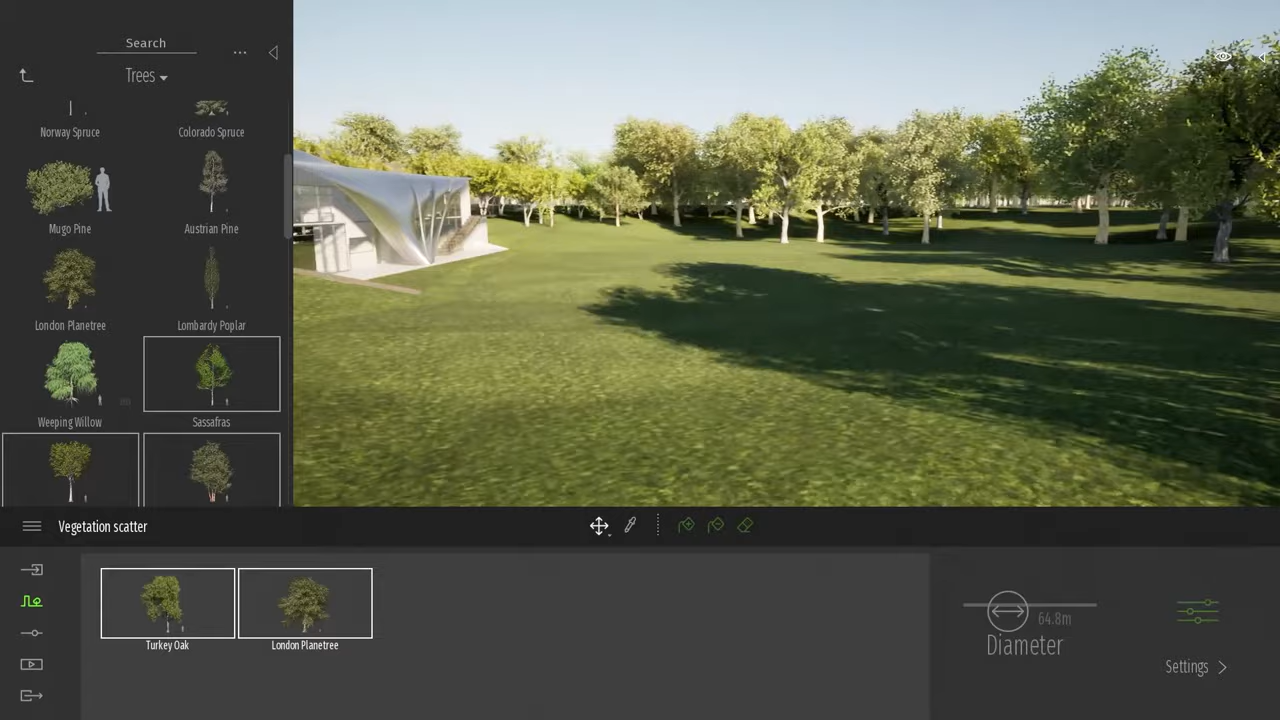 Search
Trees
Norway Spruce
Colorado Spruce
Mugo Pine
Austrian Pine
London Planetree
Lombardy Poplar
Weeping Willow
Sassafras
Vegetation scatter
Turkey Oak
London Planetree
64.8m
Diameter
Settings